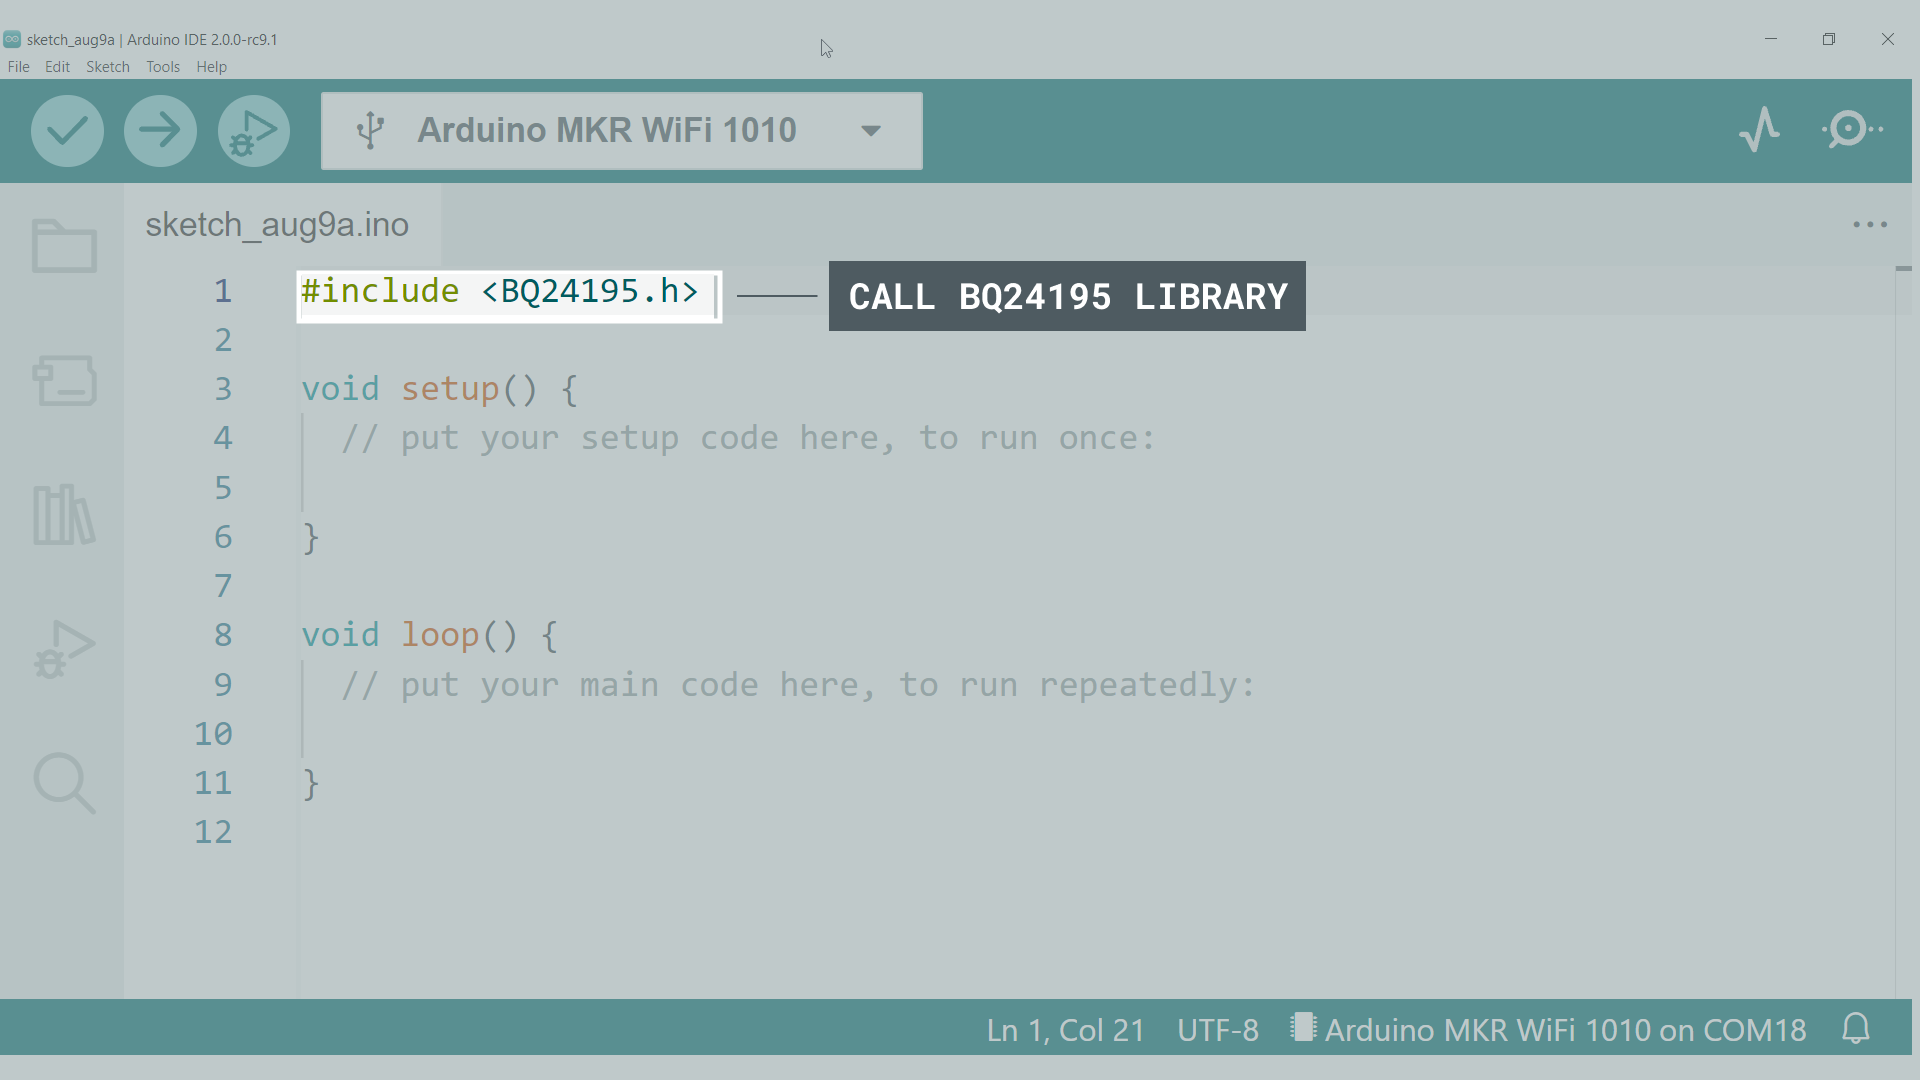 sketch_aug9a | Arduino IDE 2.0.0-rc9.1
File Edit Sketch Tools Help
Arduino MKR WiFi 1010
sketch_aug9a.ino
1 #include <BQ24195.h>
CALL BQ24195 LIBRARY
2
3 void setup() {
4 // put your setup code here, to run once:
5
6 }
7
8 void loop() {
9 // put your main code here, to run repeatedly:
10
11 }
12
Ln 1, Col 21 UTF-8 Arduino MKR WiFi 1010 on COM18